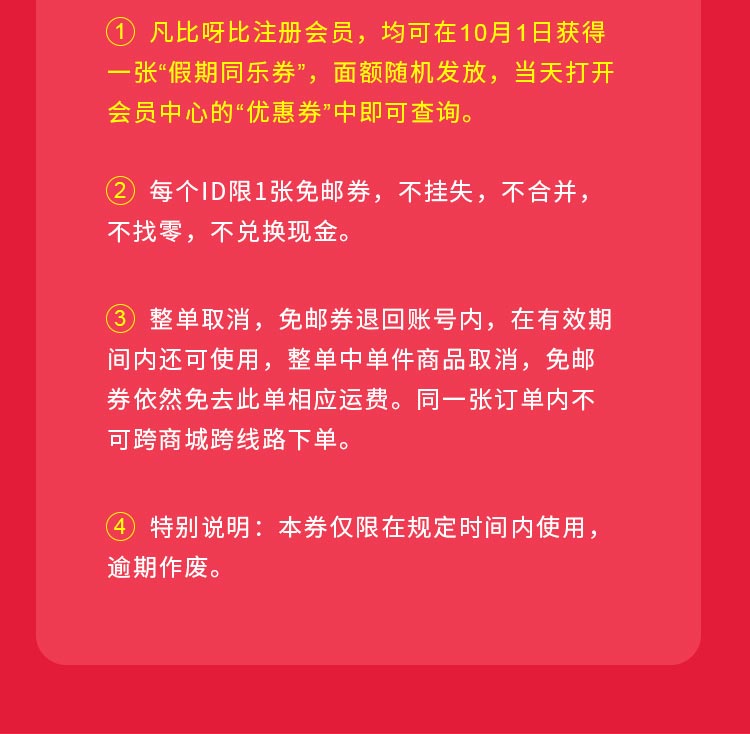 ① 凡比呀比注册会员，均可在10月1日获得
一张“假期同乐券”，面额随机发放，当天打开
会员中心的“优惠券”中即可查询。
② 每个ID限1张免邮券，不挂失，不合并，
不找零，不兑换现金。
③ 整单取消，免邮券退回账号内，在有效期
间内还可使用，整单中单件商品取消，免邮
券依然免去此单相应运费。同一张订单内不
可跨商城跨线路下单。
④ 特别说明：本券仅限在规定时间内使用，
逾期作废。